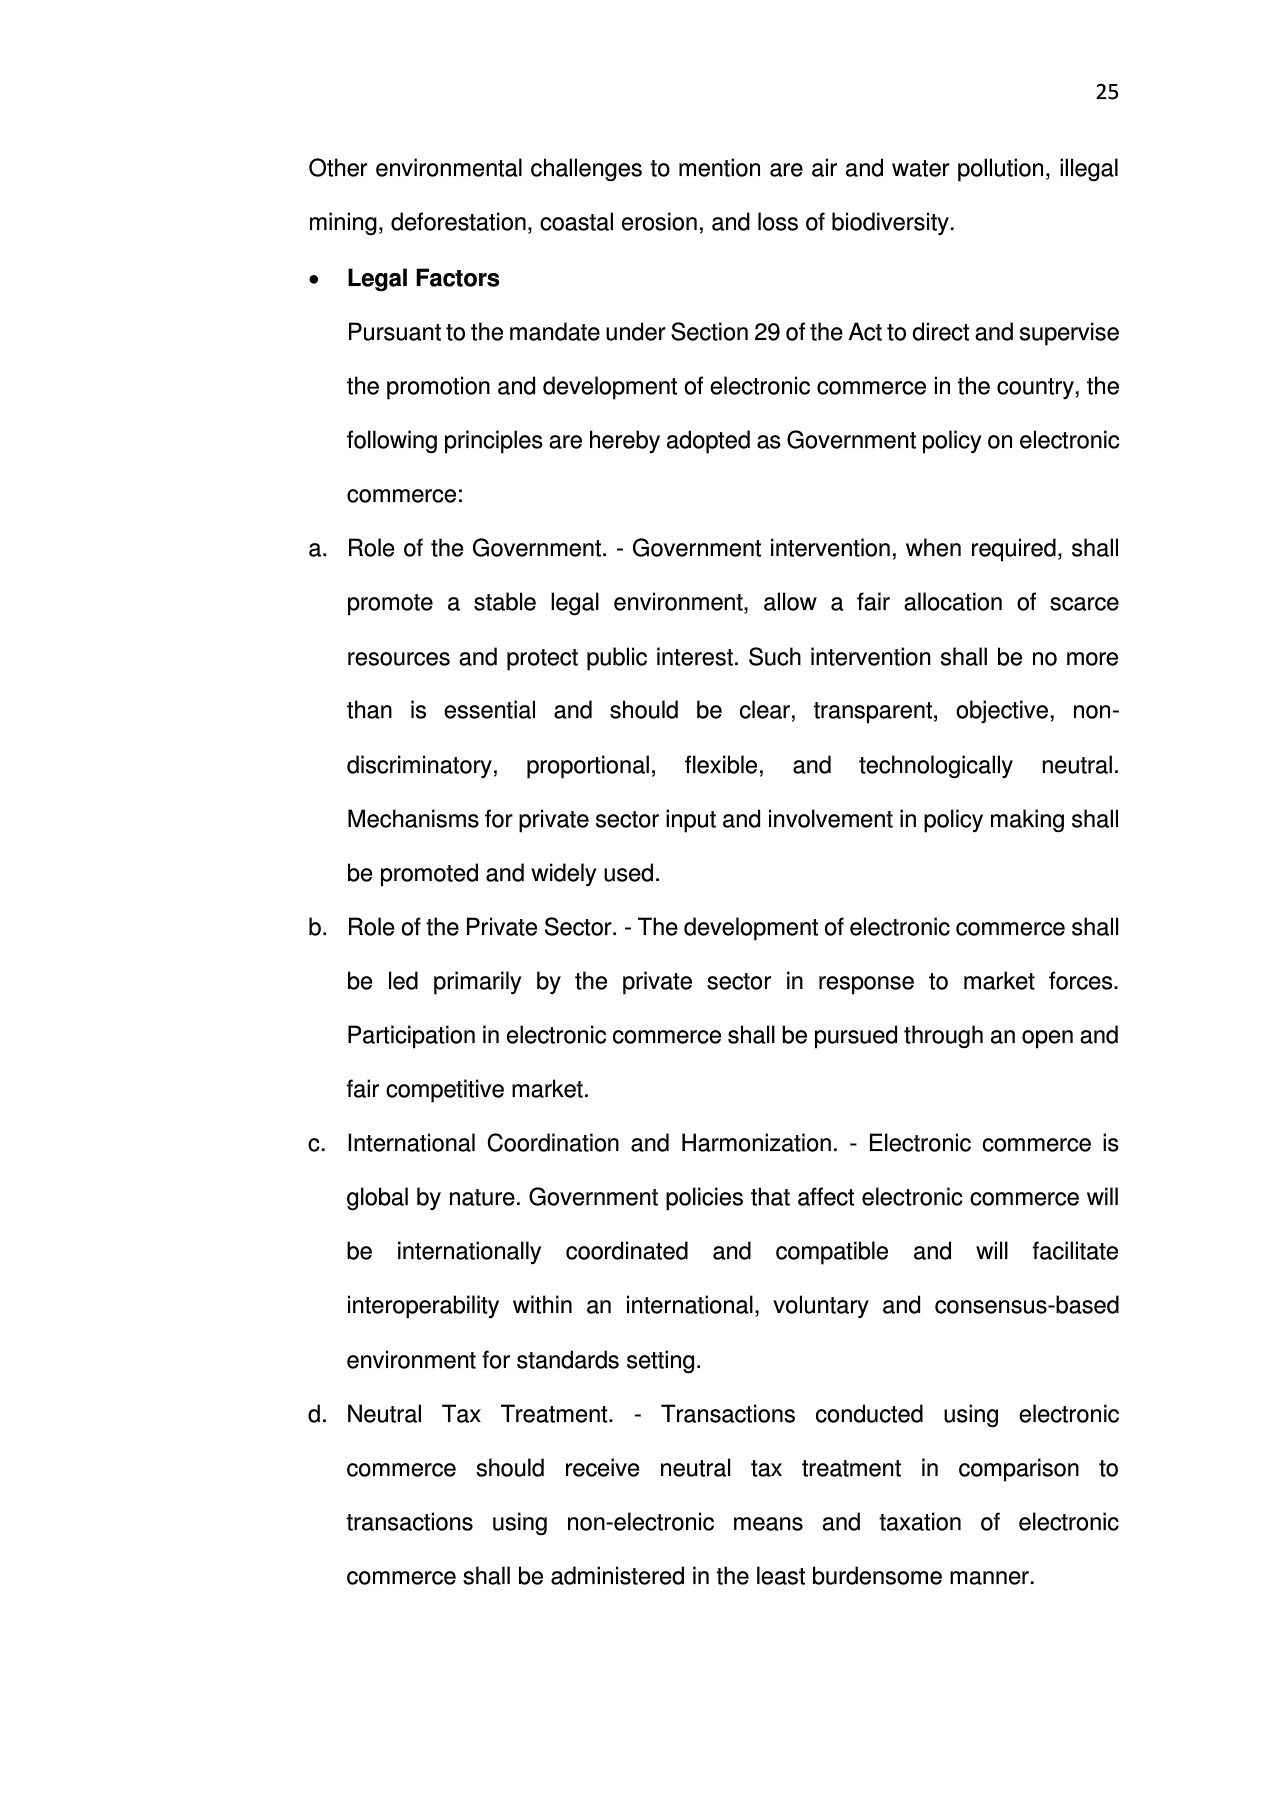 25
Other environmental challenges to mention are air and water pollution, illegal
mining, deforestation, coastal erosion, and loss of biodiversity.
• Legal Factors
Pursuant to the mandate under Section 29 of the Act to direct and supervise
the promotion and development of electronic commerce in the country, the
following principles are hereby adopted as Government policy on electronic
commerce:
a. Role of the Government. - Government intervention, when required, shall
promote a stable legal environment, allow a fair allocation of scarce
resources and protect public interest. Such intervention shall be no more
than is essential and should be clear, transparent, objective, non-
discriminatory, proportional, flexible, and technologically neutral.
Mechanisms for private sector input and involvement in policy making shall
be promoted and widely used.
b. Role of the Private Sector. - The development of electronic commerce shall
be led primarily by the private sector in response to market forces.
Participation in electronic commerce shall be pursued through an open and
fair competitive market.
c. International Coordination and Harmonization. - Electronic commerce is
global by nature. Government policies that affect electronic commerce will
be internationally coordinated and compatible and will facilitate
interoperability within an international, voluntary and consensus-based
environment for standards setting.
d. Neutral Tax Treatment. - Transactions conducted using electronic
commerce should receive neutral tax treatment in comparison to
transactions using non-electronic means and taxation of electronic
commerce shall be administered in the least burdensome manner.